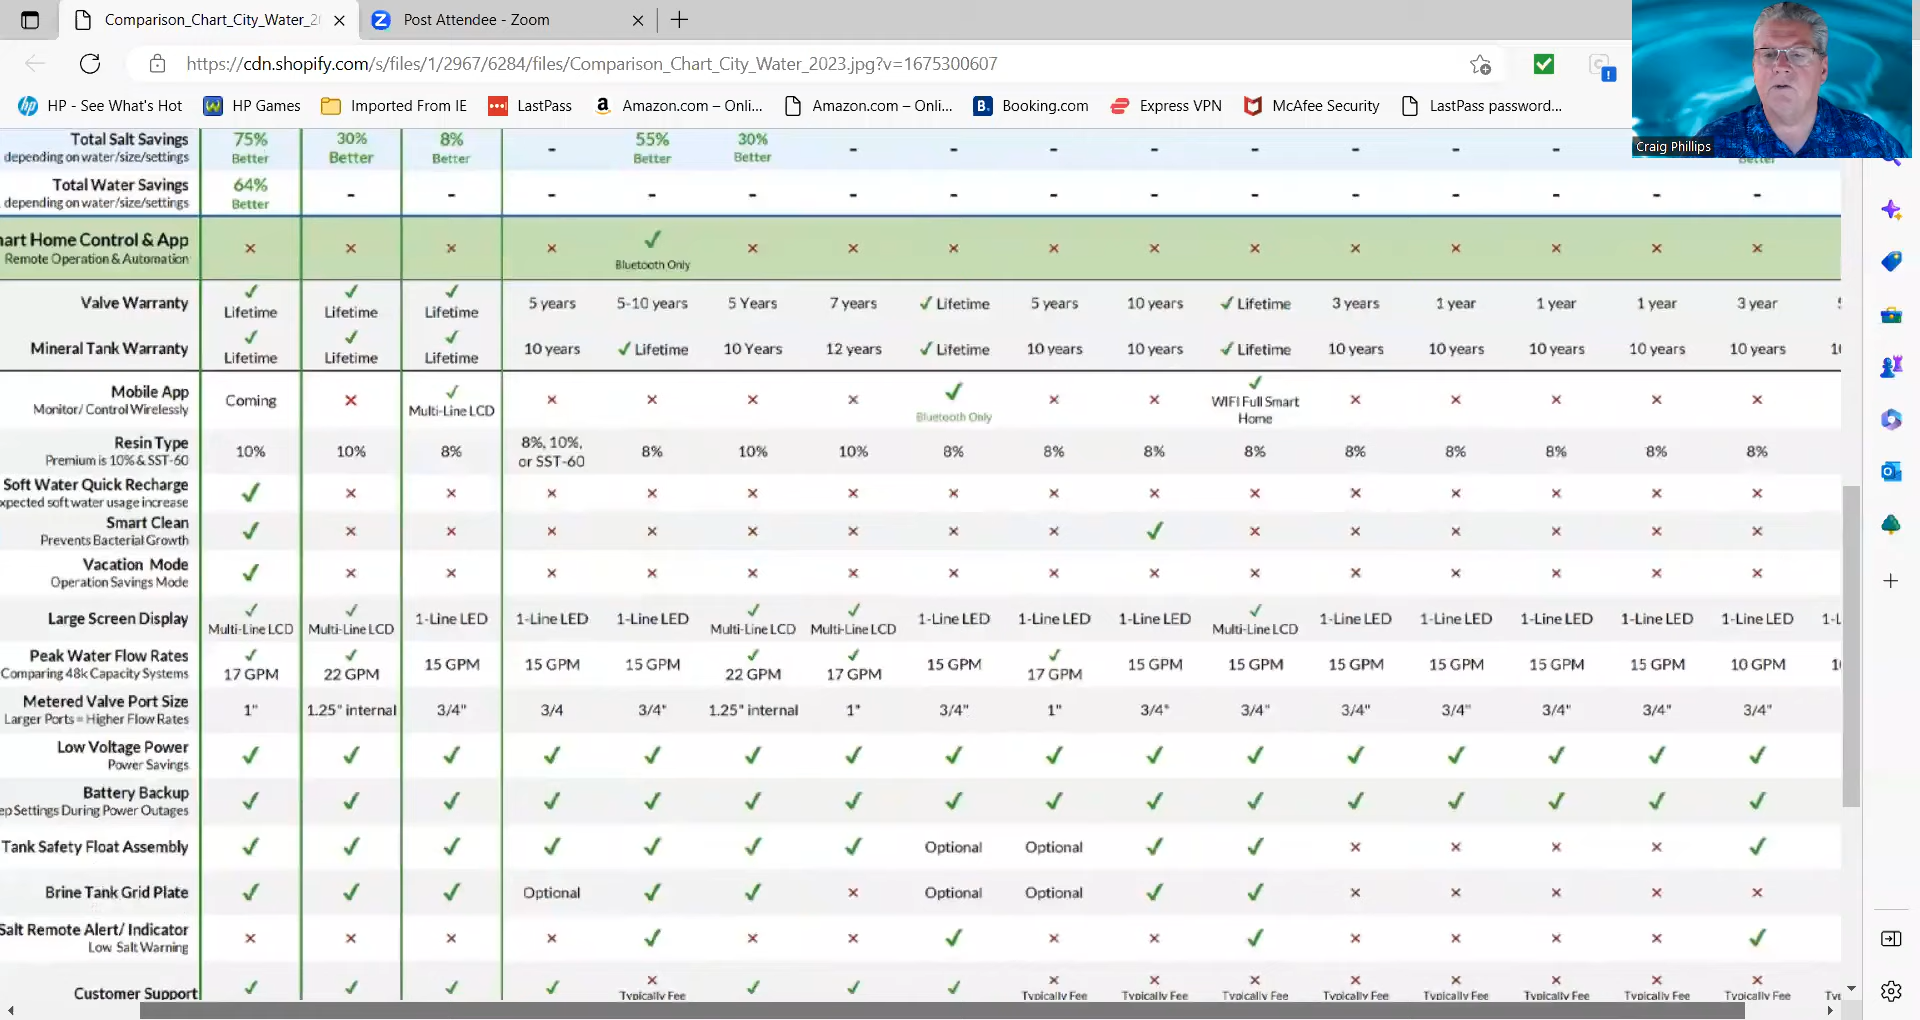 Comparison_Chart_City_Water_20
Post Attendee - Zoom
https://cdn.shopify.com/s/files/1/2967/6284/files/Comparison_Chart_City_Water_2023.jpg?v=1675300607
HP - See What's Hot
HP Games
Imported From IE
LastPass
Amazon.com – Onli...
Amazon.com – Onli...
Booking.com
Express VPN
McAfee Security
LastPass password...
Craig Phillips
Total Salt Savings 75% 30% 8% - 55% 30% - - - - - - - - -
depending on water/size/settings Better Better Better Better Better Better
Total Water Savings 64% - - - - - - - - - - - - - - -
depending on water/size/settings Better
art Home Control & App ✕ ✕ ✕ ✕ ✓ ✕ ✕ ✕ ✕ ✕ ✕ ✕ ✕ ✕ ✕ ✕
Remote Operation & Automation Bluetooth Only
Valve Warranty ✓ Lifetime ✓ Lifetime ✓ Lifetime 5 years 5-10 years 5 Years 7 years ✓ Lifetime 5 years 10 years ✓ Lifetime 3 years 1 year 1 year 1 year 3 year
Mineral Tank Warranty ✓ Lifetime ✓ Lifetime ✓ Lifetime 10 years ✓ Lifetime 10 Years 12 years ✓ Lifetime 10 years 10 years ✓ Lifetime 10 years 10 years 10 years 10 years 10 years
Mobile App Coming ✕ ✓ Multi-Line LCD ✕ ✕ ✕ ✕ ✓ Bluetooth Only ✕ ✕ ✓ WIFI Full Smart Home ✕ ✕ ✕ ✕ ✕
Monitor/ Control Wirelessly
Resin Type 10% 10% 8% 8%, 10%, or SST-60 8% 10% 10% 8% 8% 8% 8% 8% 8% 8% 8% 8%
Premium is 10% & SST-60
Soft Water Quick Recharge ✓ ✕ ✕ ✕ ✕ ✕ ✕ ✕ ✕ ✕ ✕ ✕ ✕ ✕ ✕ ✕
xpected soft water usage increase
Smart Clean ✓ ✕ ✕ ✕ ✕ ✕ ✕ ✕ ✕ ✓ ✕ ✕ ✕ ✕ ✕ ✕
Prevents Bacterial Growth
Vacation Mode ✓ ✕ ✕ ✕ ✕ ✕ ✕ ✕ ✕ ✕ ✕ ✕ ✕ ✕ ✕ ✕
Operation Savings Mode
Large Screen Display ✓ Multi-Line LCD ✓ Multi-Line LCD 1-Line LED 1-Line LED 1-Line LED ✓ Multi-Line LCD ✓ Multi-Line LCD 1-Line LED 1-Line LED 1-Line LED ✓ Multi-Line LCD 1-Line LED 1-Line LED 1-Line LED 1-Line LED 1-Line LED 1-L
Peak Water Flow Rates ✓ 17 GPM ✓ 22 GPM 15 GPM 15 GPM 15 GPM ✓ 22 GPM ✓ 17 GPM 15 GPM ✓ 17 GPM 15 GPM 15 GPM 15 GPM 15 GPM 15 GPM 15 GPM 10 GPM
Comparing 48k Capacity Systems
Metered Valve Port Size 1" 1.25" internal 3/4" 3/4 3/4" 1.25" internal 1" 3/4" 1" 3/4" 3/4" 3/4" 3/4" 3/4" 3/4" 3/4"
Larger Ports = Higher Flow Rates
Low Voltage Power ✓ ✓ ✓ ✓ ✓ ✓ ✓ ✓ ✓ ✓ ✓ ✓ ✓ ✓ ✓ ✓
Power Savings
Battery Backup ✓ ✓ ✓ ✓ ✓ ✓ ✓ ✓ ✓ ✓ ✓ ✓ ✓ ✓ ✓ ✓
ep Settings During Power Outages
Tank Safety Float Assembly ✓ ✓ ✓ ✓ ✓ ✓ ✓ Optional Optional ✓ ✓ ✕ ✕ ✕ ✕ ✓
Brine Tank Grid Plate ✓ ✓ ✓ Optional ✓ ✓ ✕ Optional Optional ✓ ✓ ✕ ✕ ✕ ✕ ✕
Salt Remote Alert/ Indicator ✕ ✕ ✕ ✕ ✓ ✕ ✕ ✓ ✕ ✕ ✓ ✕ ✕ ✕ ✕ ✓
Low Salt Warning
Customer Support ✓ ✓ ✓ ✓ ✕ Typically Fee ✓ ✓ ✓ ✕ Typically Fee ✕ Typically Fee ✕ Typically Fee ✕ Typically Fee ✕ Typically Fee ✕ Typically Fee ✕ Typically Fee ✕ Typically Fee